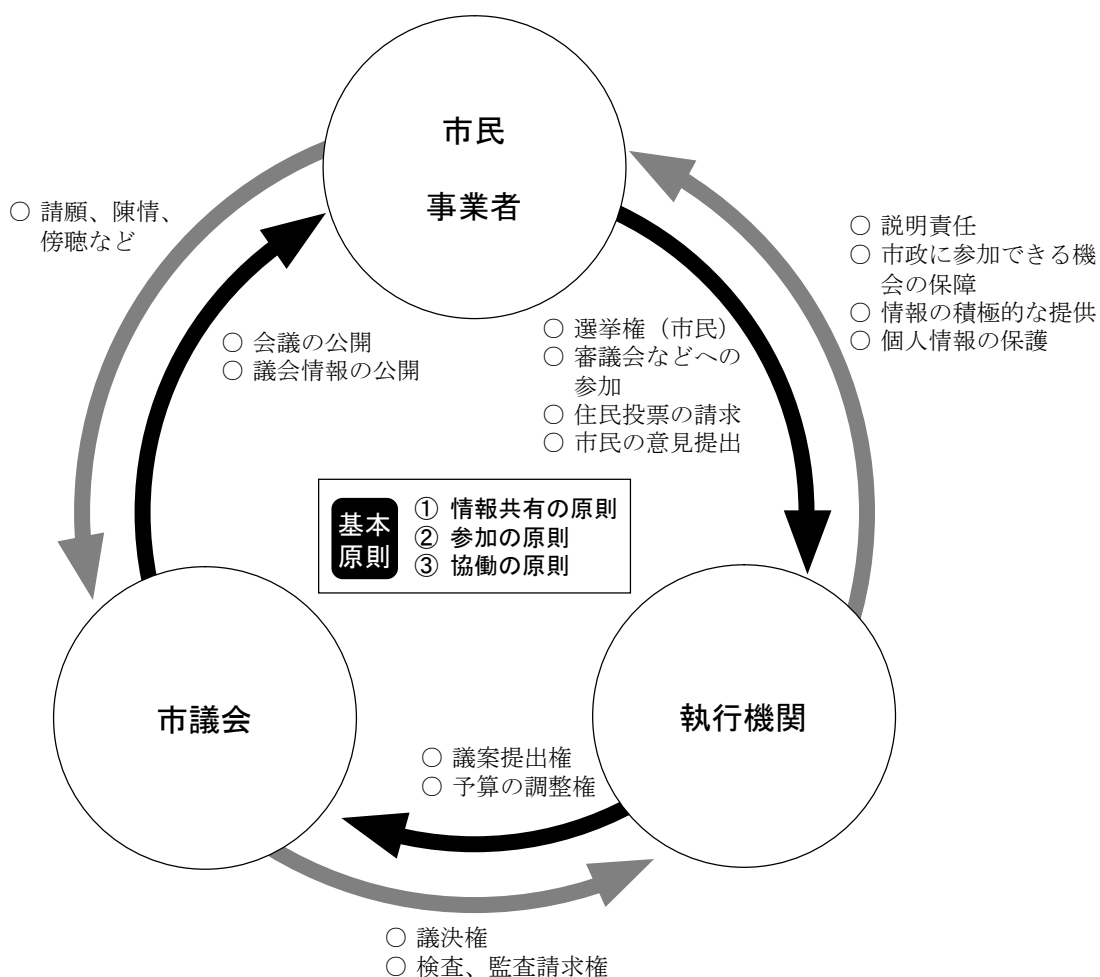 市民
事業者
○ 請願、陳情、
傍聴など
○ 会議の公開
○ 議会情報の公開
○ 選挙権（市民）
○ 審議会などへの
参加
○ 住民投票の請求
○ 市民の意見提出
○ 説明責任
○ 市政に参加できる機
会の保障
○ 情報の積極的な提供
○ 個人情報の保護
基本
原則
① 情報共有の原則
② 参加の原則
③ 協働の原則
市議会
執行機関
○ 議案提出権
○ 予算の調整権
○ 議決権
○ 検査、監査請求権